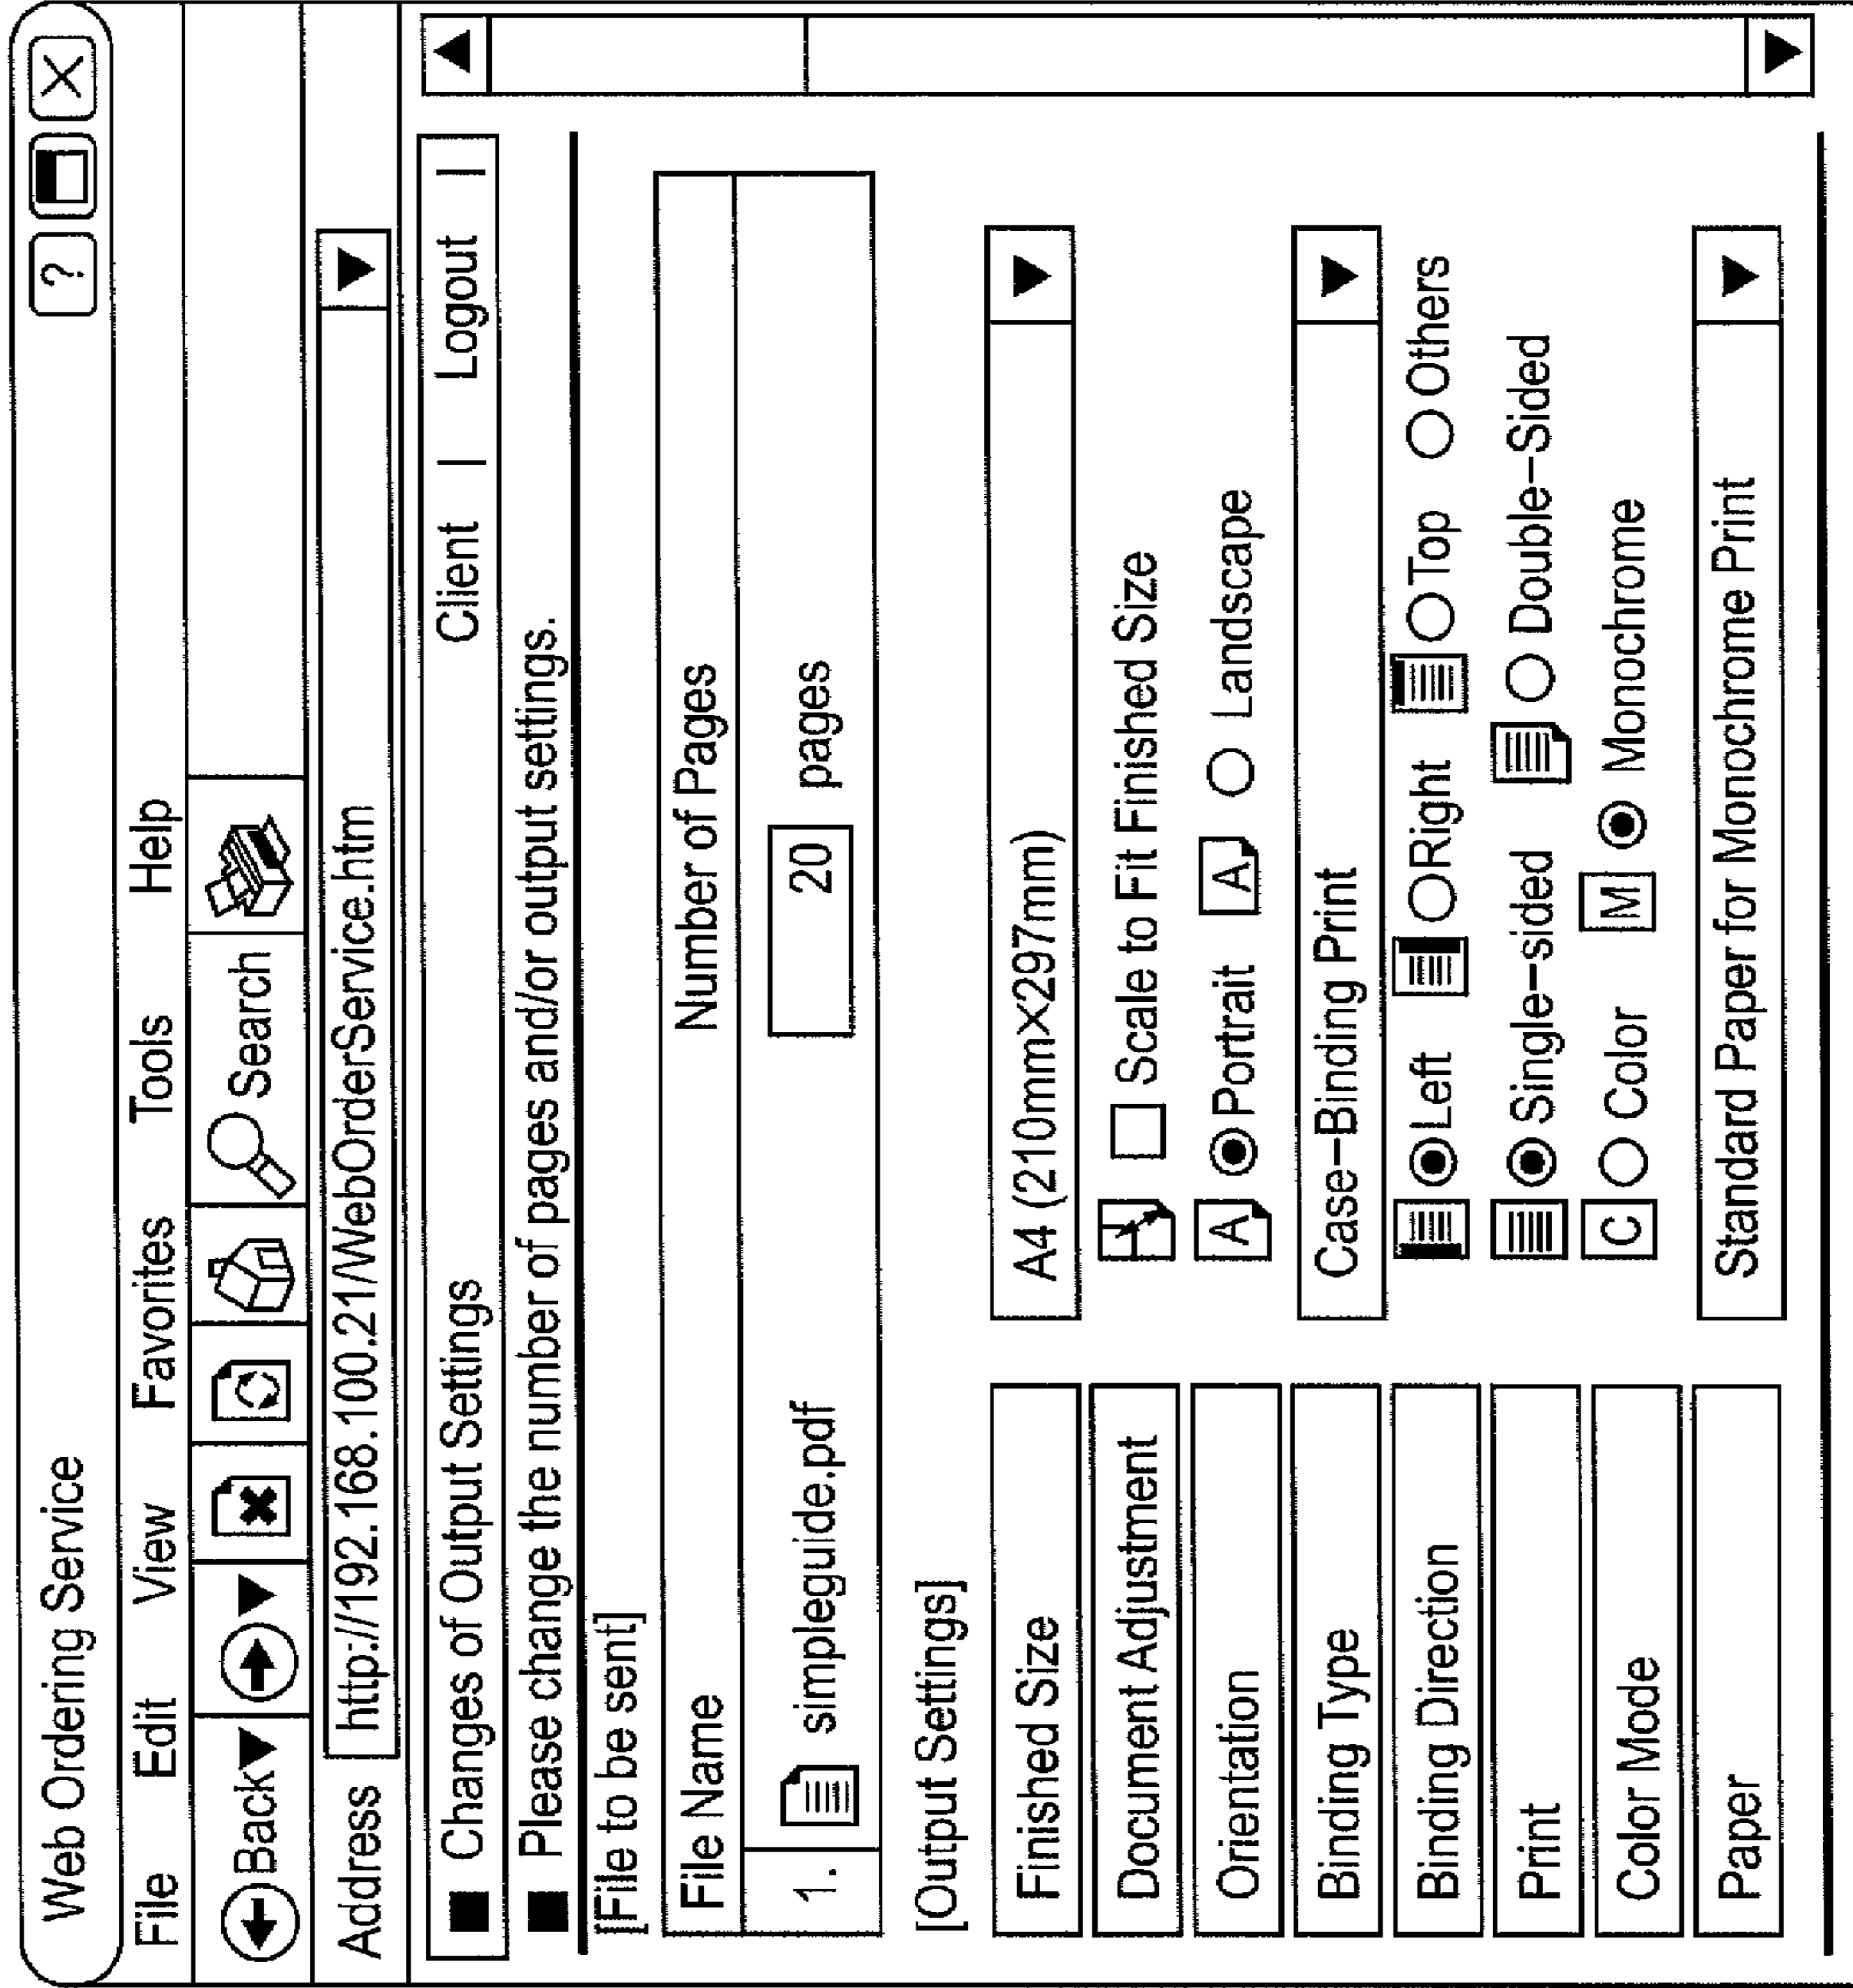 Web Ordering Service ?
File Edit View Favorites Tools Help
Back Search
Address http://192.168.100.21/WebOrderService.htm
Changes of Output Settings Client | Logout |
Please change the number of pages and/or output settings.
[File to be sent]
File Name Number of Pages
1. simpleguide.pdf 20 pages
[Output Settings]
Finished Size A4 (210mm×297mm)
Document Adjustment Scale to Fit Finished Size
Orientation A Portrait A Landscape
Binding Type Case-Binding Print
Binding Direction Left Right Top Others
Print Single-sided Double-Sided
Color Mode C Color M Monochrome
Paper Standard Paper for Monochrome Print